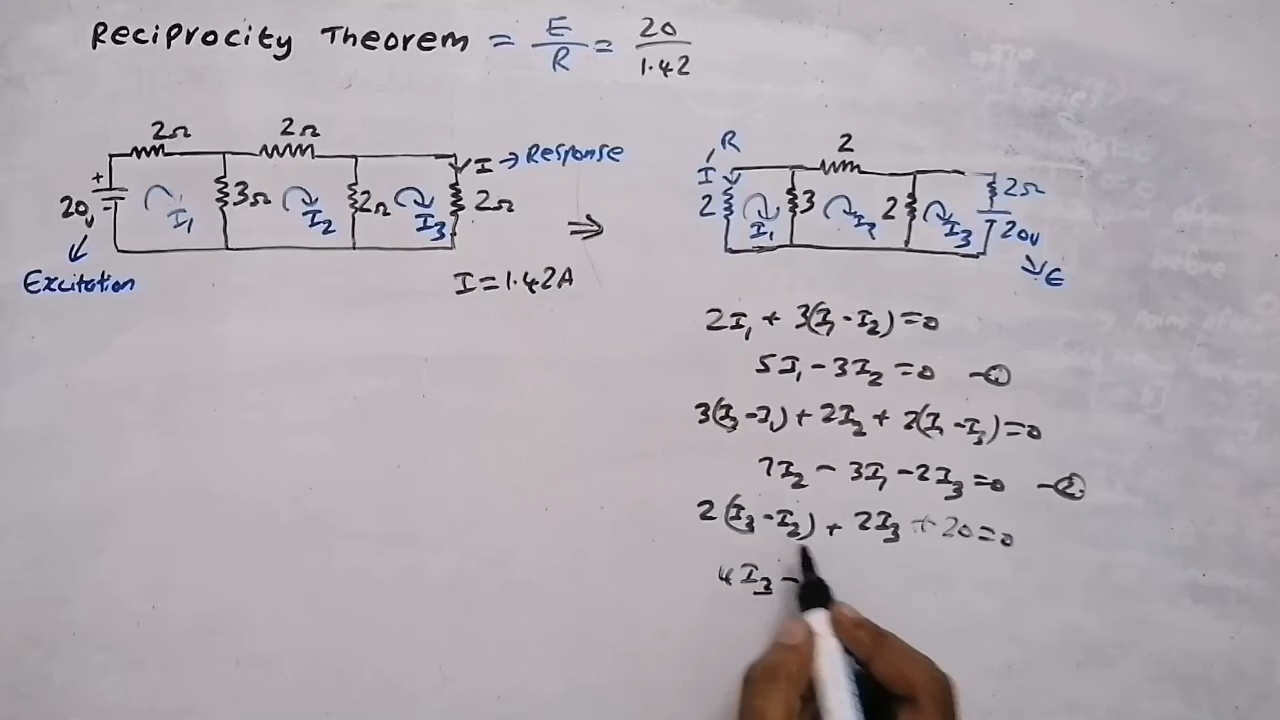 Reciprocity Theorem = E/R = 20/1.42
2Ω 2Ω
+ 20v - I₁ 3Ω I₂ 2Ω I₃ 2Ω
I → Response
Excitation
I = 1.42A
⇒
I, R 2
2 I₁ 3 I₂ 2 I₃ 2Ω
20v
E
2I₁ + 3(I₁ - I₂) = 0
5I₁ - 3I₂ = 0 -①
3(I₂ - I₁) + 2I₂ + 2(I₂ - I₃) = 0
7I₂ - 3I₁ - 2I₃ = 0 -②
2(I₃ - I₂) + 2I₃ + 20 = 0
4I₃ -